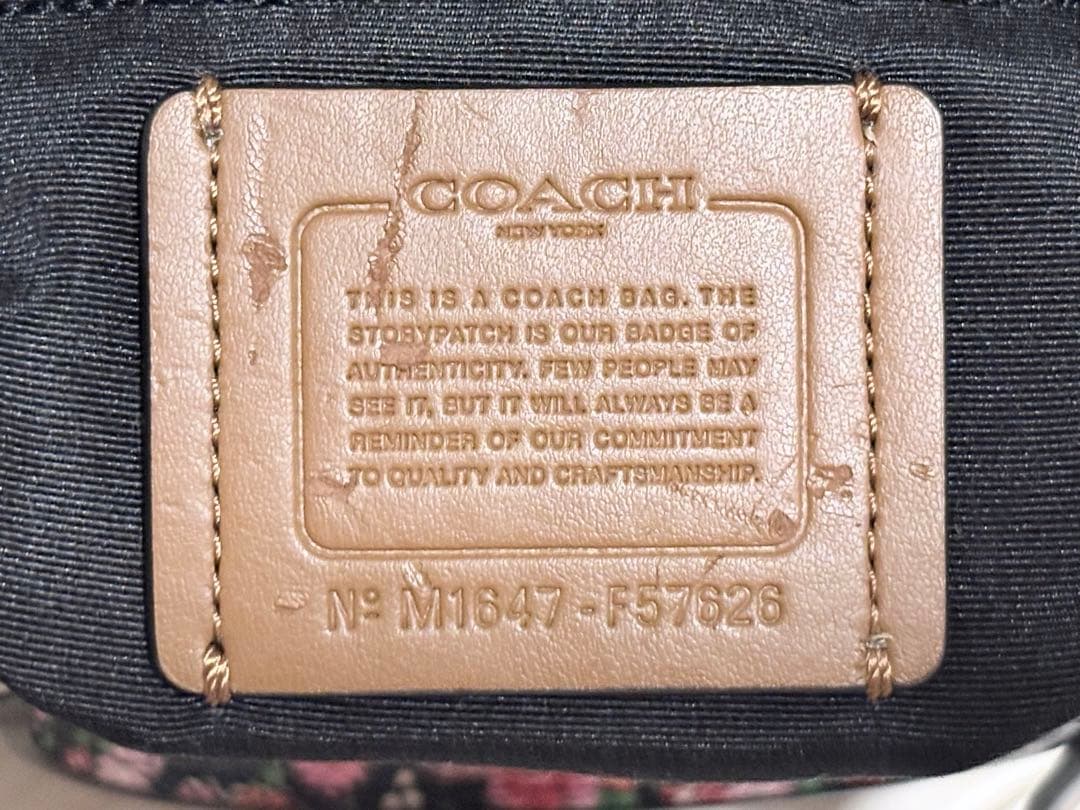 COACH
NEW YORK
THIS IS A COACH BAG. THE
STORYPATCH IS OUR BADGE OF
AUTHENTICITY. FEW PEOPLE MAY
SEE IT, BUT IT WILL ALWAYS BE A
REMINDER OF OUR COMMITMENT
TO QUALITY AND CRAFTSMANSHIP.
Nº M1647-F57626